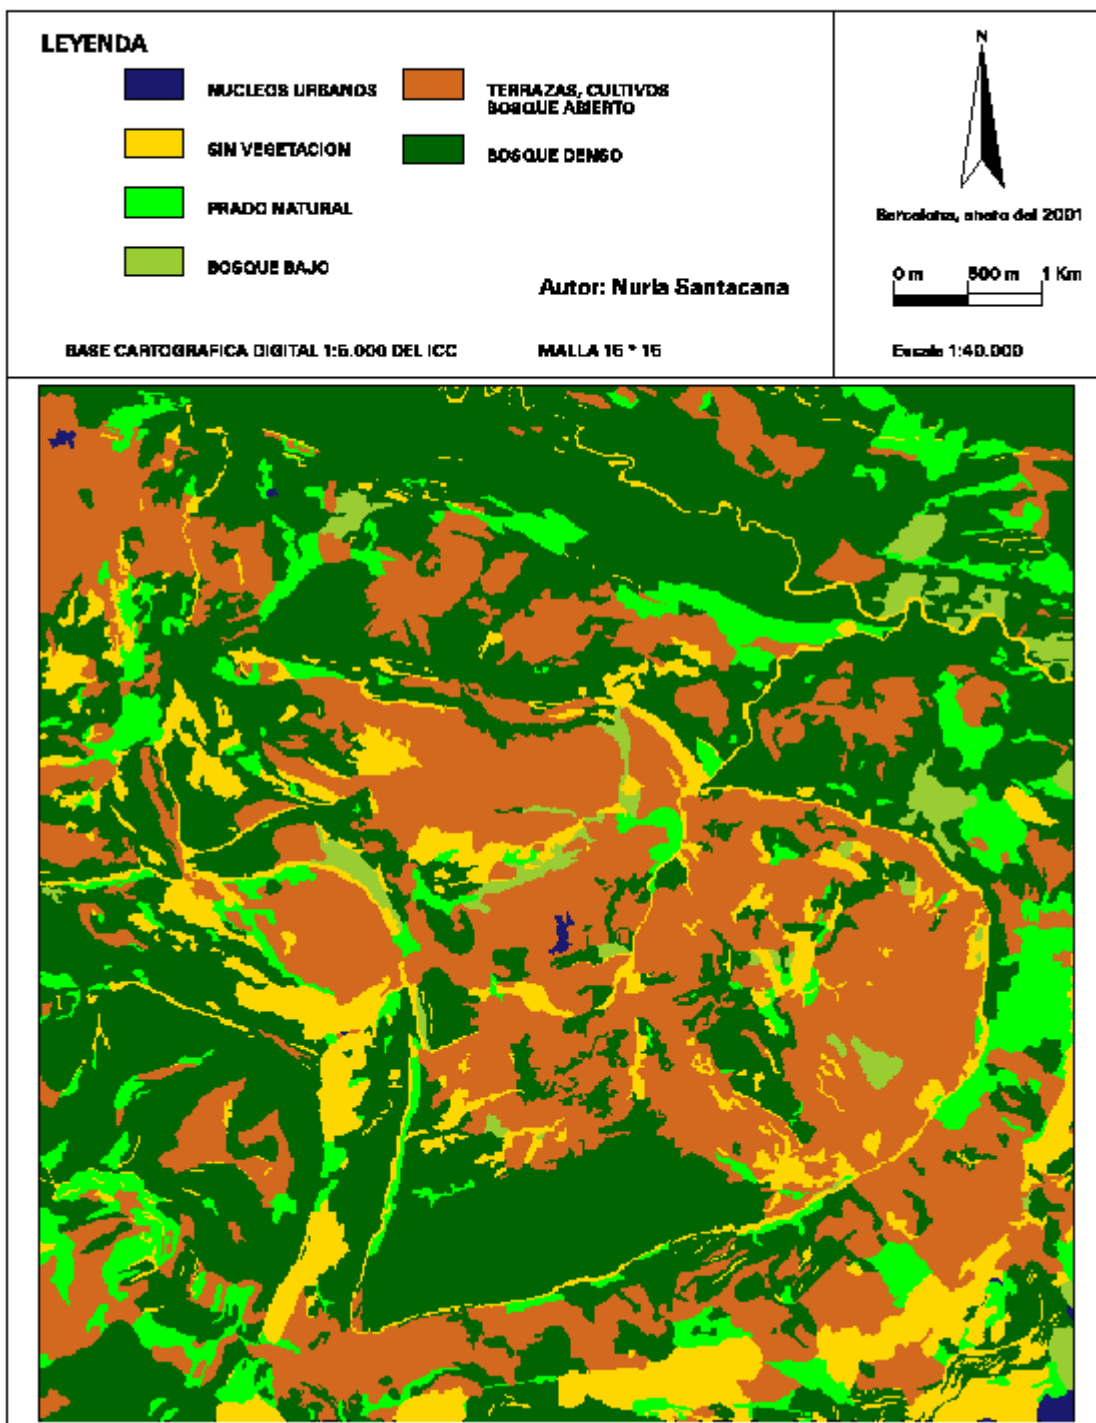 LEYENDA
NUCLEOS URBANOS
SIN VEGETACION
PRADO NATURAL
BOSQUE BAJO
TERRAZAS, CULTIVOS
BOSQUE ABIERTO
BOSQUE DENSO
Autor: Nuria Santacana
BASE CARTOGRAFICA DIGITAL 1:5.000 DEL ICC
MALLA 15 * 15
N
Barcelona, enero del 2001
0 m 500 m 1 Km
Escala 1:40.000